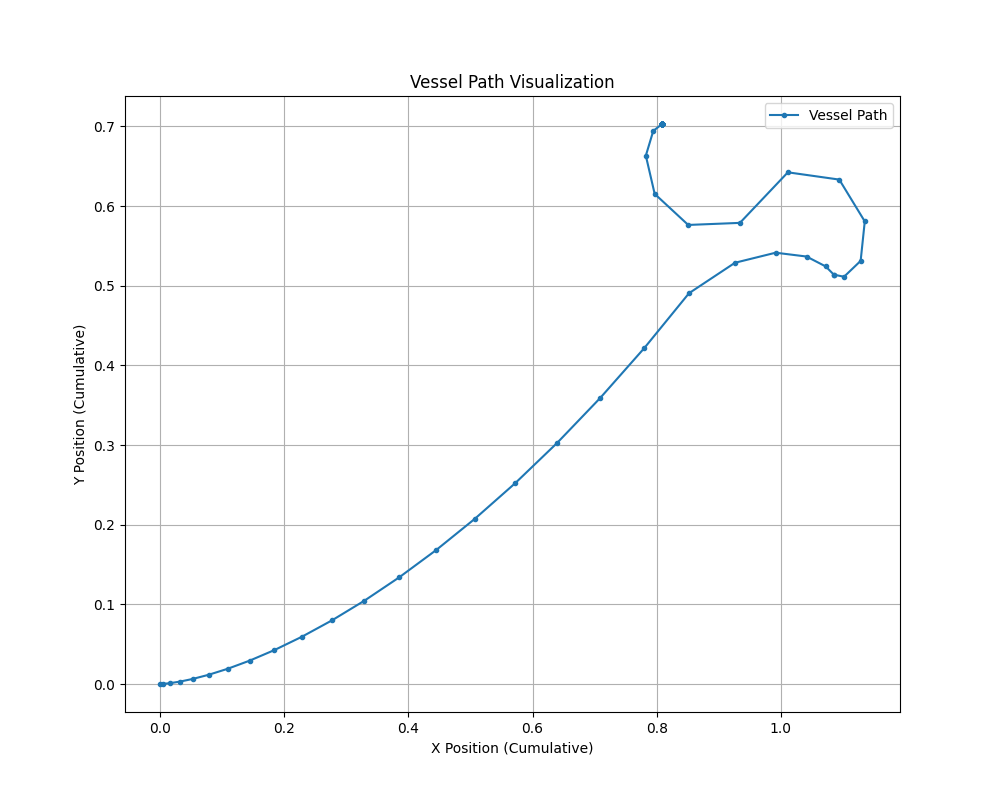 Vessel Path Visualization
Vessel Path
Y Position (Cumulative)
0.7
0.6
0.5
0.4
0.3
0.2
0.1
0.0
0.0 0.2 0.4 0.6 0.8 1.0
X Position (Cumulative)